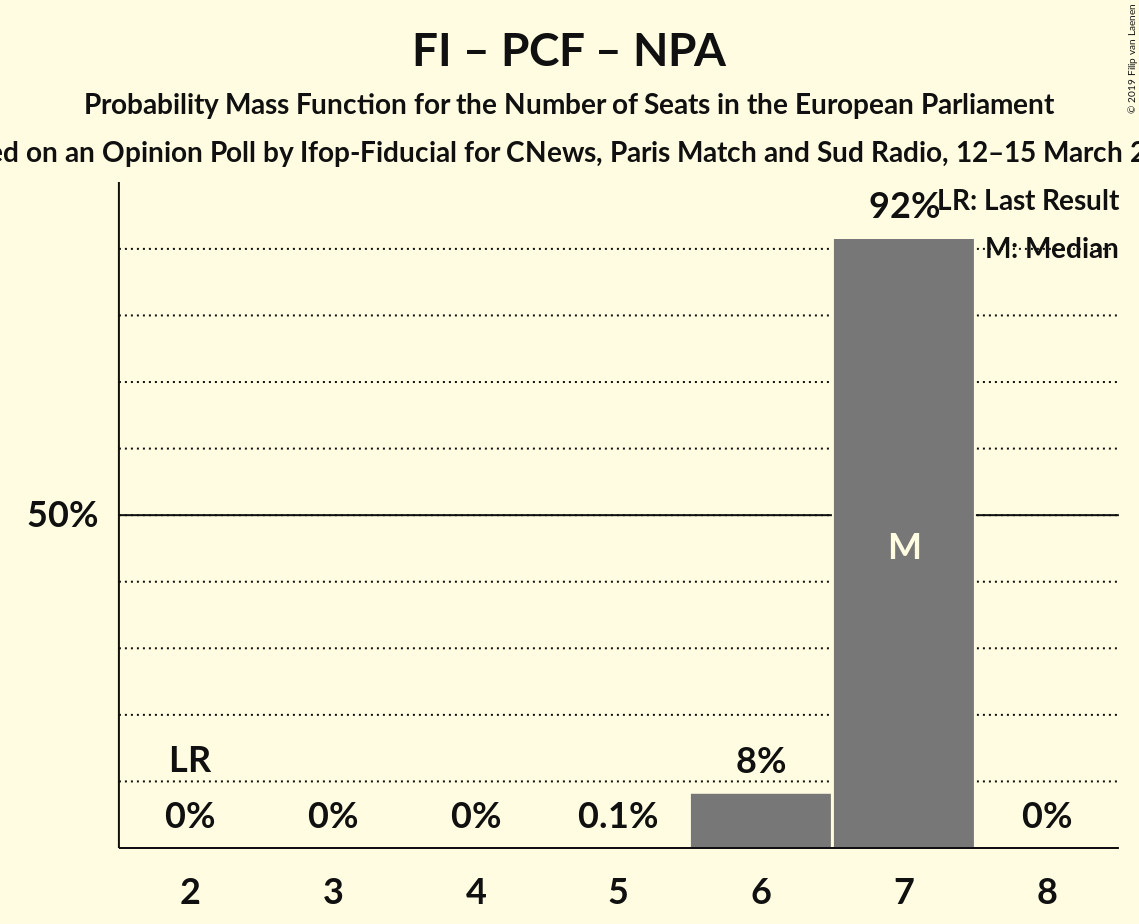 FI – PCF – NPA
Probability Mass Function for the Number of Seats in the European Parliament
on an Opinion Poll by Ifop-Fiducial for CNews, Paris Match and Sud Radio, 12–15 March
© 2019 Filip van Laenen
LR: Last Result
M: Median
92%
50%
M
LR
8%
0%
0%
0%
0.1%
0%
2
3
4
5
6
7
8